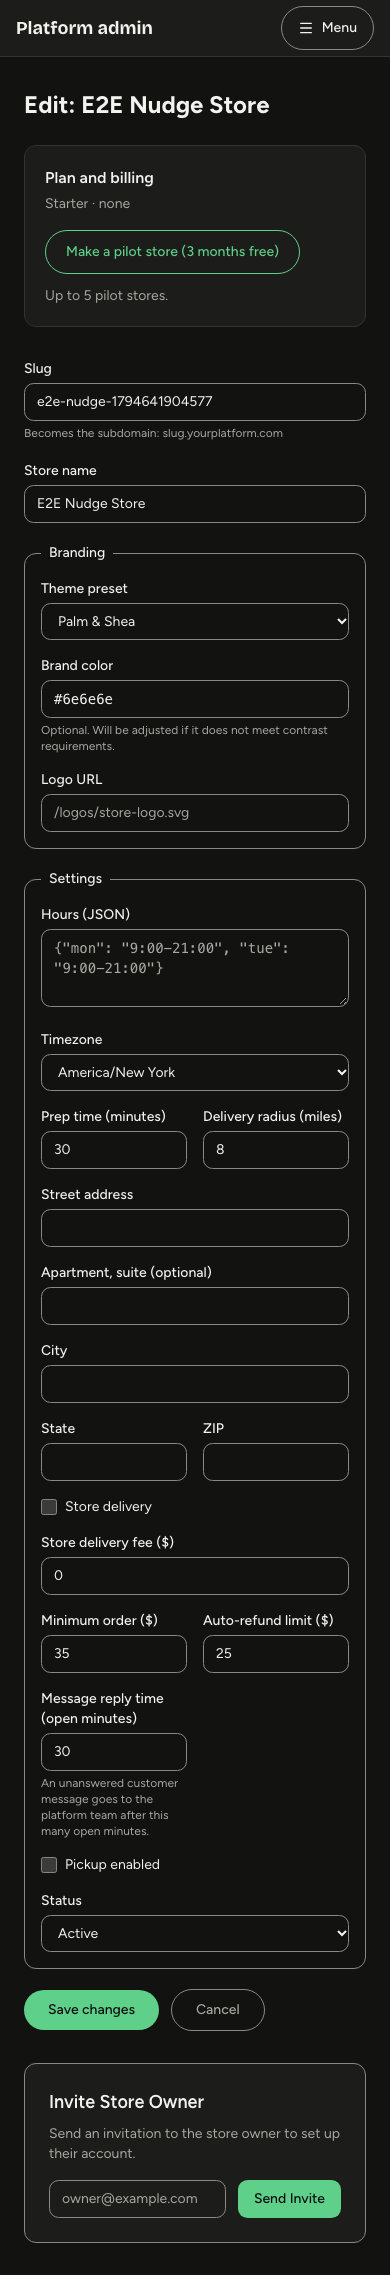 Platform admin
Menu
Edit: E2E Nudge Store
Plan and billing
Starter · none
Make a pilot store (3 months free)
Up to 5 pilot stores.
Slug
e2e-nudge-1794641904577
Becomes the subdomain: slug.yourplatform.com
Store name
E2E Nudge Store
Branding
Theme preset
Palm & Shea
Brand color
#6e6e6e
Optional. Will be adjusted if it does not meet contrast
requirements.
Logo URL
/logos/store-logo.svg
Settings
Hours (JSON)
{"mon": "9:00-21:00", "tue":
"9:00-21:00"}
Timezone
America/New York
Prep time (minutes) Delivery radius (miles)
30 8
Street address
Apartment, suite (optional)
City
State ZIP
Store delivery
Store delivery fee ($)
0
Minimum order ($) Auto-refund limit ($)
35 25
Message reply time
(open minutes)
30
An unanswered customer
message goes to the
platform team after this
many open minutes.
Pickup enabled
Status
Active
Save changes Cancel
Invite Store Owner
Send an invitation to the store owner to set up
their account.
owner@example.com Send Invite